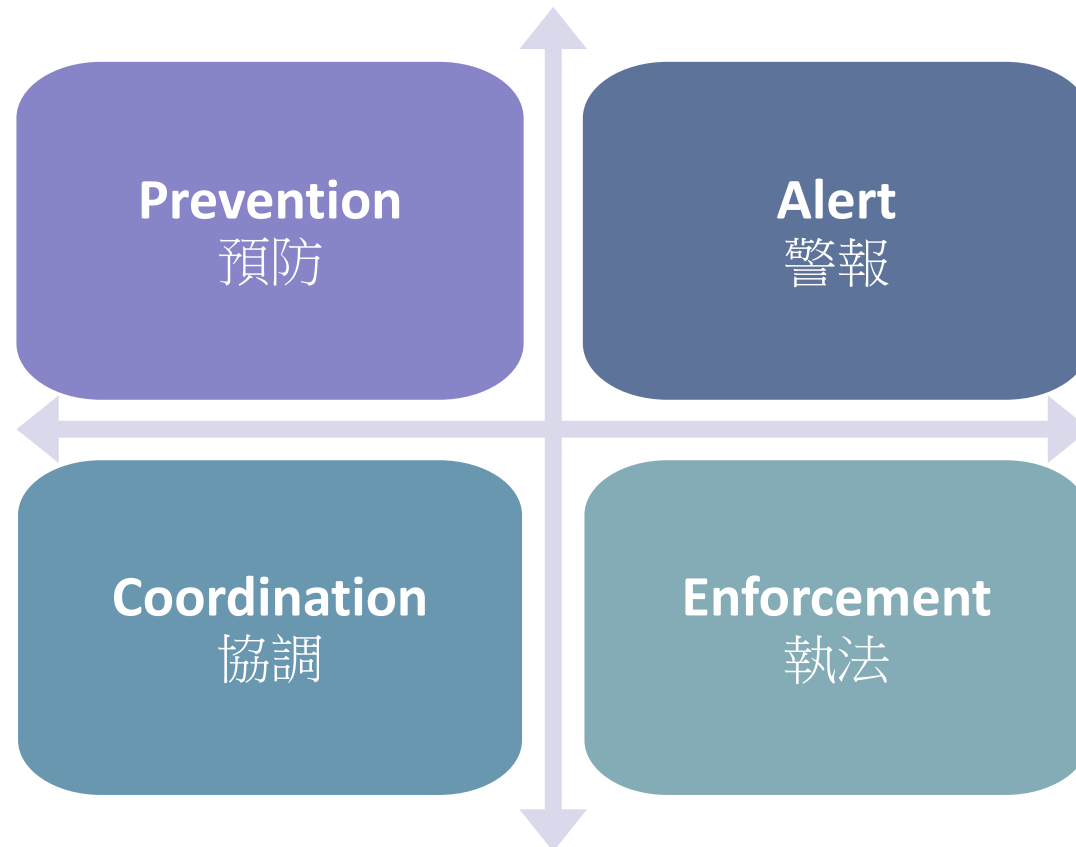 Prevention
預防
Alert
警報
Coordination
協調
Enforcement
執法